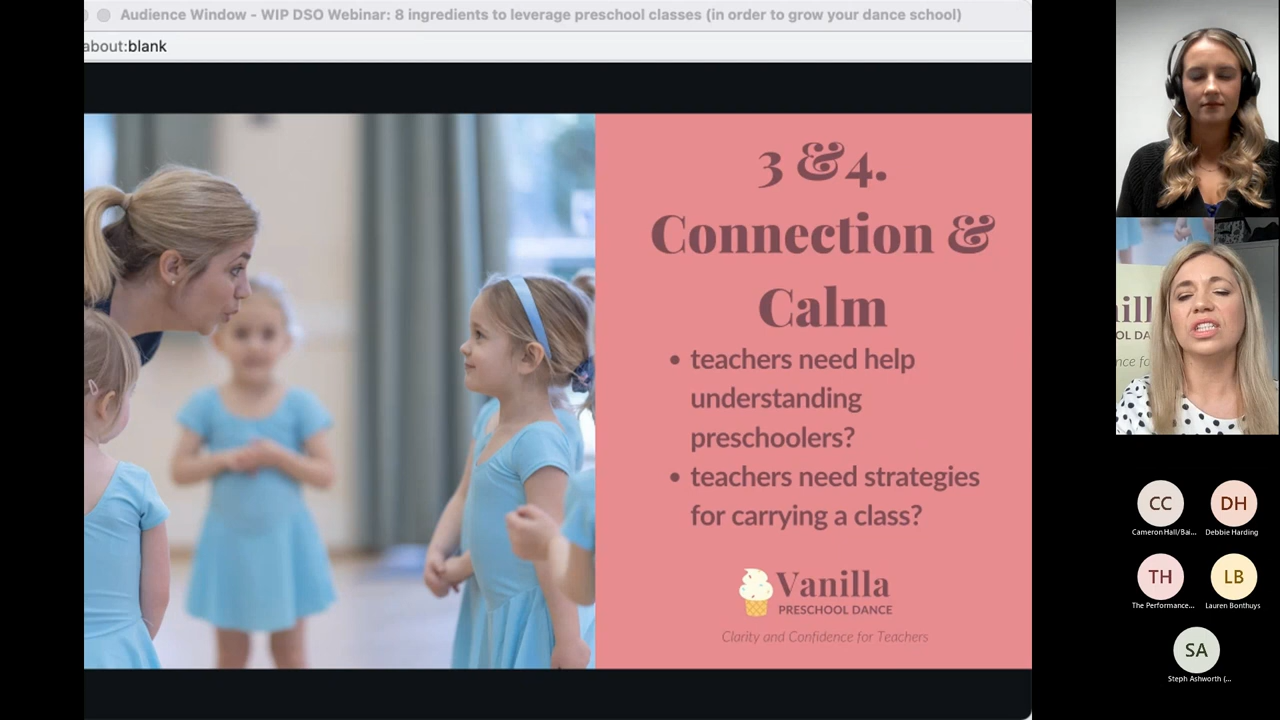 Audience Window - WIP DSO Webinar: 8 ingredients to leverage preschool classes (in order to grow your dance school)
about:blank
3 & 4.
Connection &
Calm
• teachers need help
understanding
preschoolers?
• teachers need strategies
for carrying a class?
Vanilla
PRESCHOOL DANCE
Clarity and Confidence for Teachers
CC
DH
Cameron Hall/Bai...
Debbie Harding
TH
LB
The Performance...
Lauren Bonthuys
SA
Steph Ashworth (...